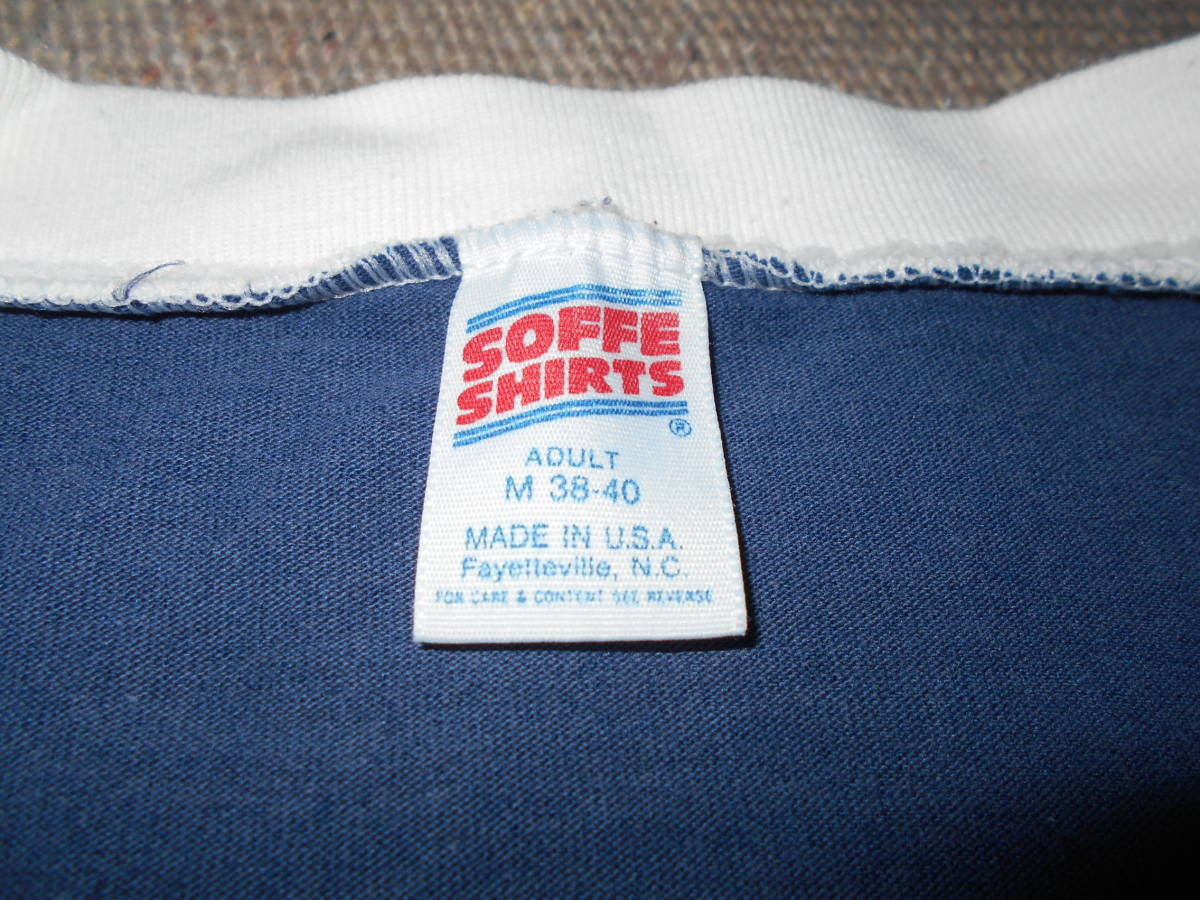 SOFFE
SHIRTS
®
ADULT
M 38-40
MADE IN U.S.A.
Fayetteville, N.C.
FOR CARE & CONTENT SEE REVERSE